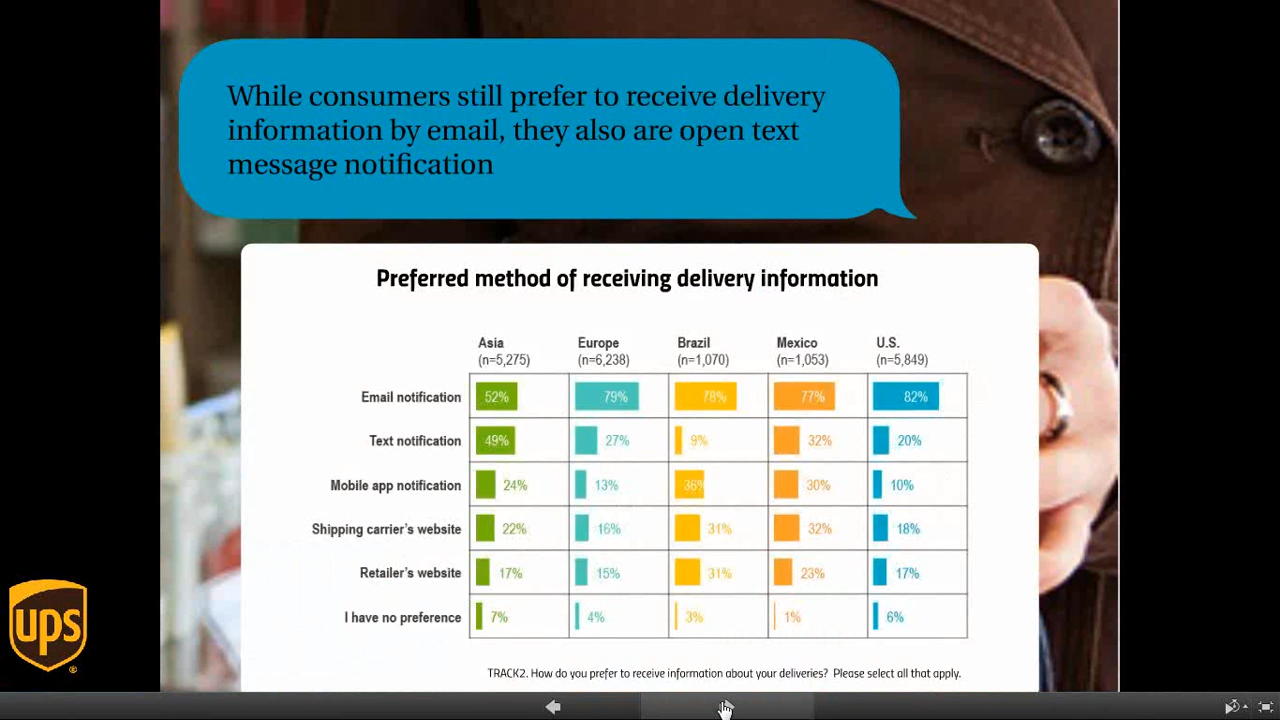 While consumers still prefer to receive delivery
information by email, they also are open text
message notification
Preferred method of receiving delivery information
Asia Europe Brazil Mexico U.S.
(n=5,275) (n=6,238) (n=1,070) (n=1,053) (n=5,849)
Email notification 52% 79% 78% 77% 82%
Text notification 49% 27% 9% 32% 20%
Mobile app notification 24% 13% 36% 30% 10%
Shipping carrier's website 22% 16% 31% 32% 18%
Retailer's website 17% 15% 31% 23% 17%
I have no preference 7% 4% 3% 1% 6%
ups
TRACK2. How do you prefer to receive information about your deliveries? Please select all that apply.